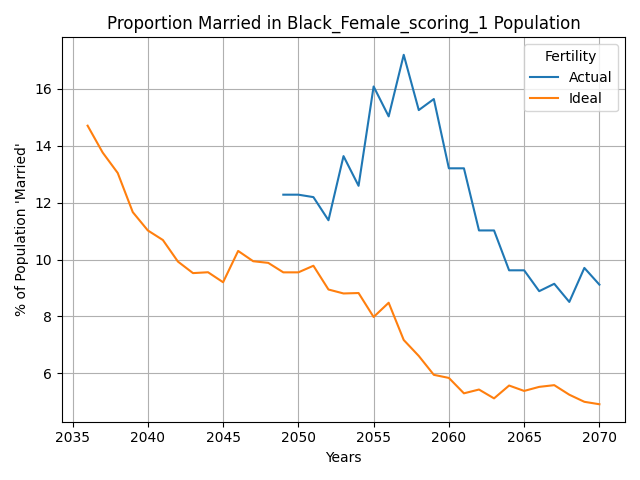 Proportion Married in Black_Female_scoring_1 Population
Fertility
Actual
Ideal
% of Population 'Married'
16
14
12
10
8
6
2035 2040 2045 2050 2055 2060 2065 2070
Years